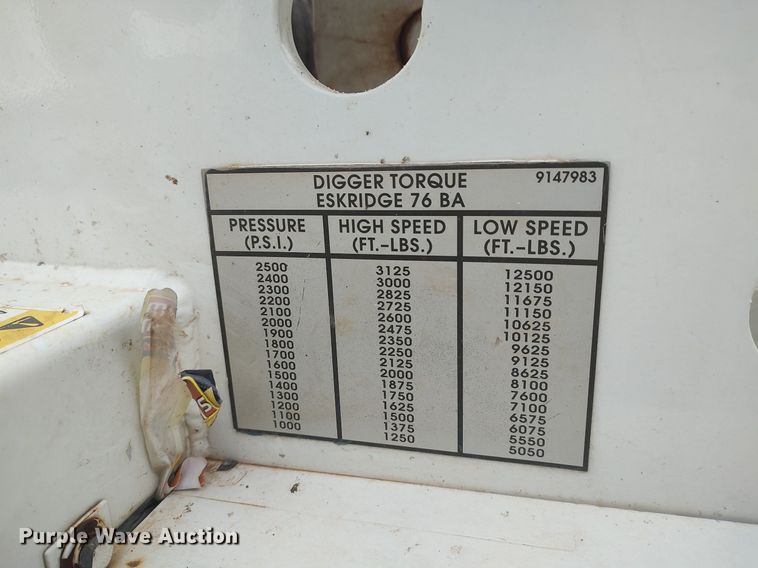 DIGGER TORQUE 9147983
ESKRIDGE 76 BA
PRESSURE (P.S.I.) HIGH SPEED (FT.-LBS.) LOW SPEED (FT.-LBS.)
2500 3125 12500
2400 3000 12150
2300 2825 11675
2200 2725 11150
2100 2600 10625
2000 2475 10125
1900 2350 9625
1800 2250 9125
1700 2125 8625
1600 2000 8100
1500 1875 7600
1400 1750 7100
1300 1625 6575
1200 1500 6075
1100 1375 5550
1000 1250 5050
Purple Wave Auction